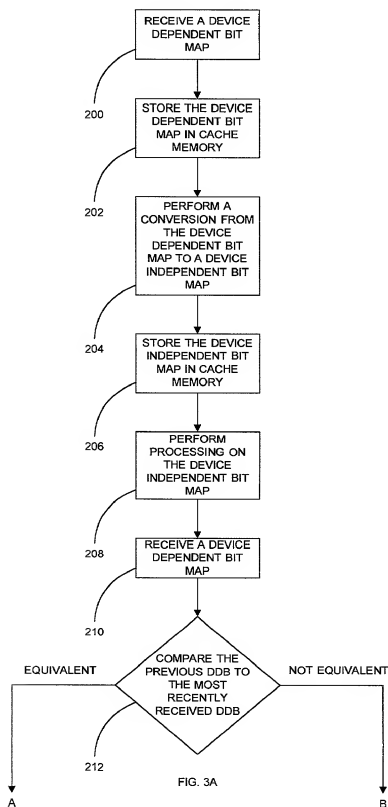 RECEIVE A DEVICE
DEPENDENT BIT
MAP
200
STORE THE DEVICE
DEPENDENT BIT
MAP IN CACHE
MEMORY
202
PERFORM A
CONVERSION FROM
THE DEVICE
DEPENDENT BIT
MAP TO A DEVICE
INDEPENDENT BIT
MAP
204
STORE THE DEVICE
INDEPENDENT BIT
MAP IN CACHE
MEMORY
206
PERFORM
PROCESSING ON
THE DEVICE
INDEPENDENT BIT
MAP
208
RECEIVE A DEVICE
DEPENDENT BIT
MAP
210
EQUIVALENT
NOT EQUIVALENT
COMPARE THE
PREVIOUS DDB TO
THE MOST
RECENTLY
RECEIVED DDB
212
FIG. 3A
A
B